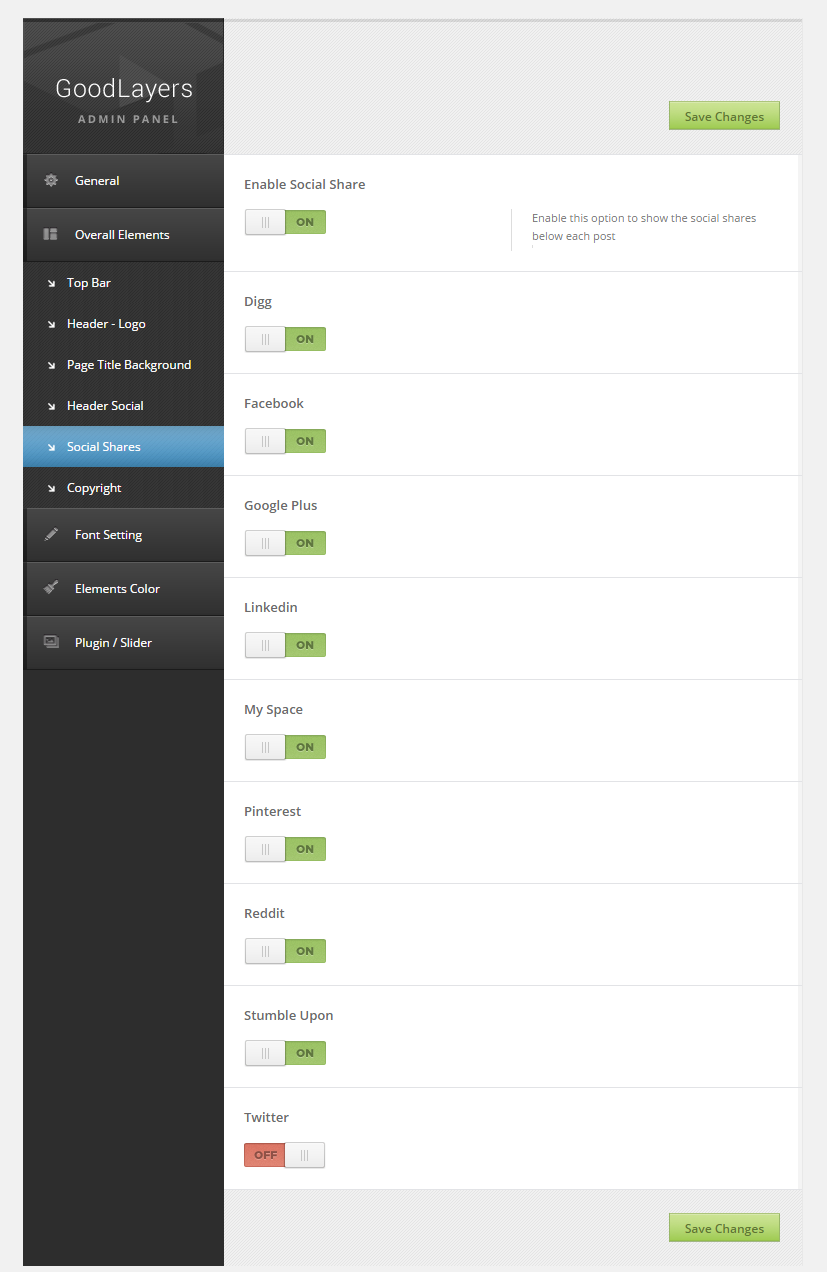 GoodLayers
ADMIN PANEL
Save Changes
General
Overall Elements
Top Bar
Header - Logo
Page Title Background
Header Social
Social Shares
Copyright
Font Setting
Elements Color
Plugin / Slider
Enable Social Share
ON
Enable this option to show the social shares
below each post
Digg
ON
Facebook
ON
Google Plus
ON
Linkedin
ON
My Space
ON
Pinterest
ON
Reddit
ON
Stumble Upon
ON
Twitter
OFF
Save Changes